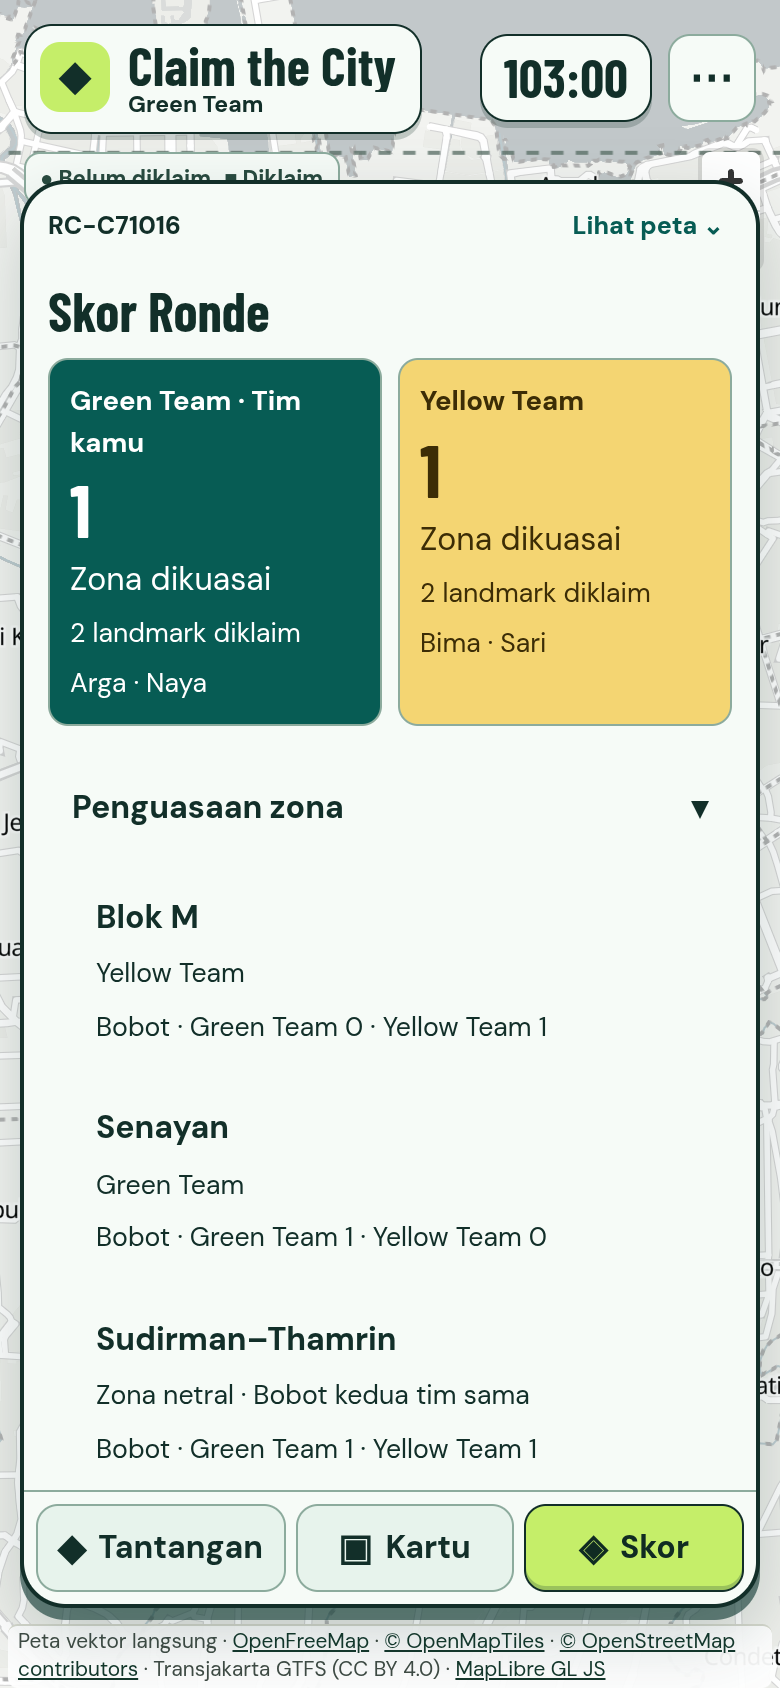 Claim the City
Green Team
103:00
...
Belum diklaim Diklaim
RC-C71016
Lihat peta
Skor Ronde
Green Team · Tim
kamu
1
Zona dikuasai
2 landmark diklaim
Arga · Naya
Yellow Team
1
Zona dikuasai
2 landmark diklaim
Bima · Sari
Penguasaan zona
Blok M
Yellow Team
Bobot · Green Team 0 · Yellow Team 1
Senayan
Green Team
Bobot · Green Team 1 · Yellow Team 0
Sudirman–Thamrin
Zona netral · Bobot kedua tim sama
Bobot · Green Team 1 · Yellow Team 1
Tantangan
Kartu
Skor
Peta vektor langsung · OpenFreeMap · © OpenMapTiles · © OpenStreetMap
contributors · Transjakarta GTFS (CC BY 4.0) · MapLibre GL JS